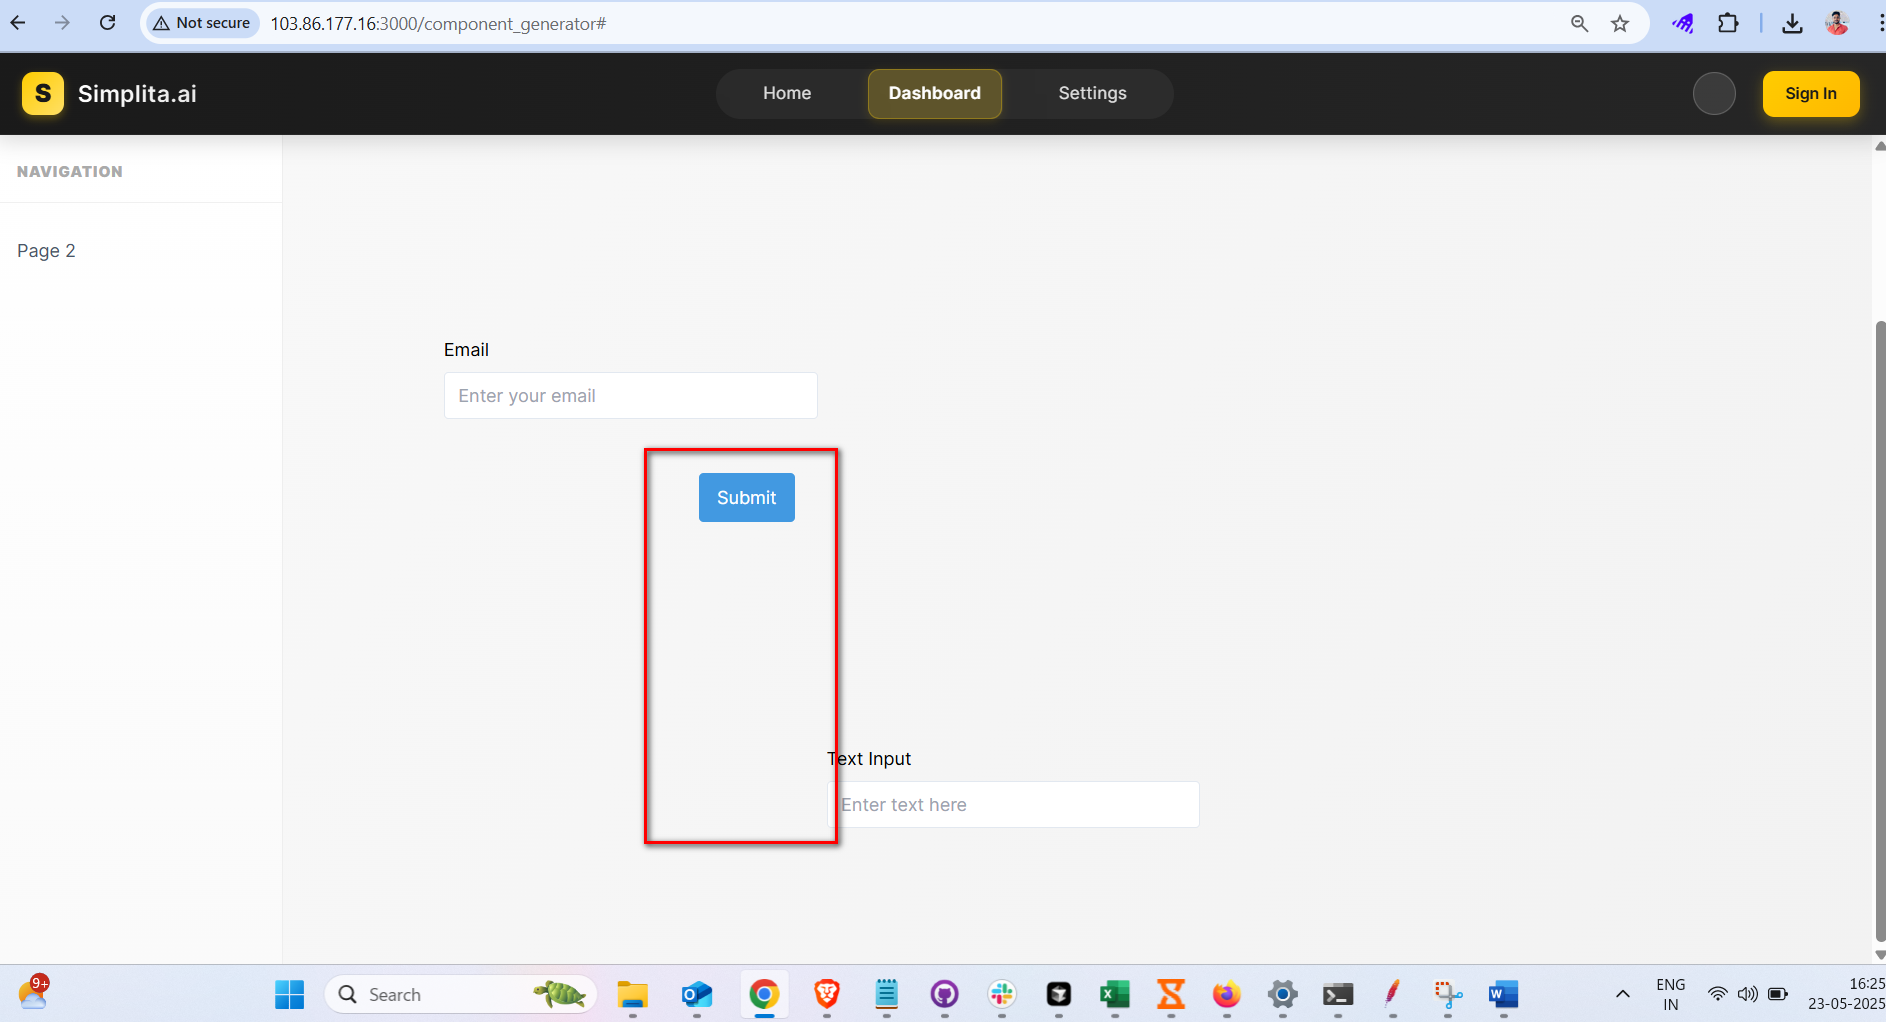 Not secure
103.86.177.16:3000/component_generator#
S
Simplita.ai
Home
Dashboard
Settings
Sign In
NAVIGATION
Page 2
Email
Enter your email
Submit
Text Input
Enter text here
9+
Search
ENG
IN
16:25
23-05-2025